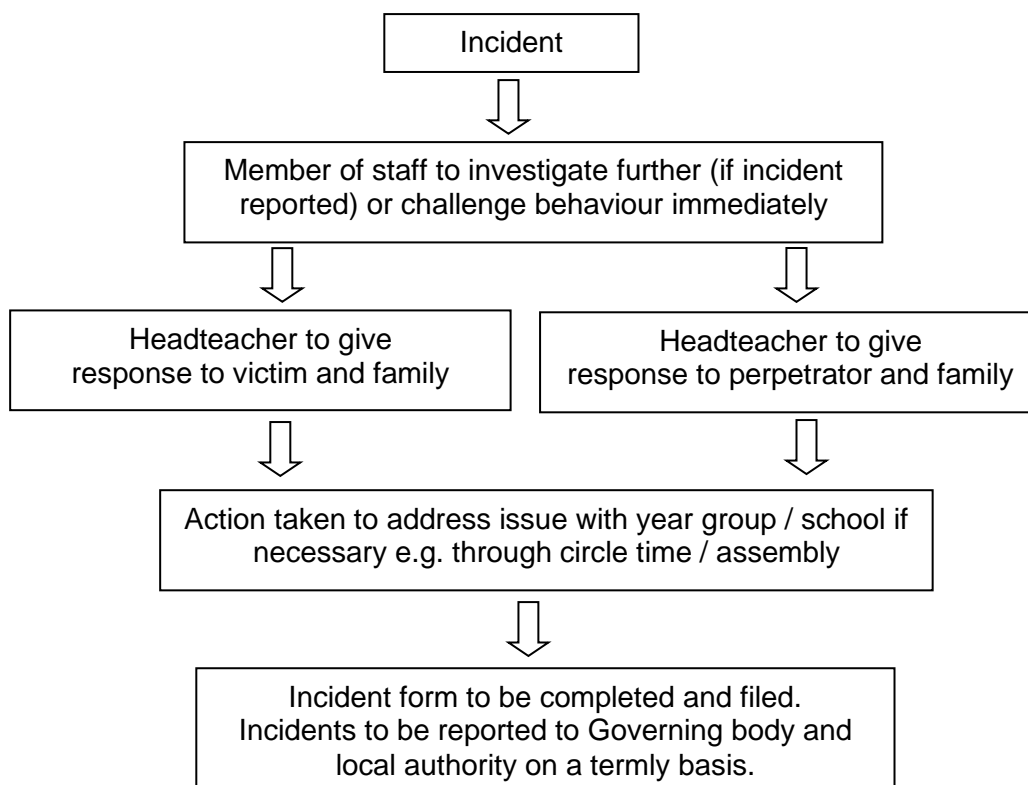 Incident
Member of staff to investigate further (if incident
reported) or challenge behaviour immediately
Headteacher to give
response to victim and family
Headteacher to give
response to perpetrator and family
Action taken to address issue with year group / school if
necessary e.g. through circle time / assembly
Incident form to be completed and filed.
Incidents to be reported to Governing body and
local authority on a termly basis.